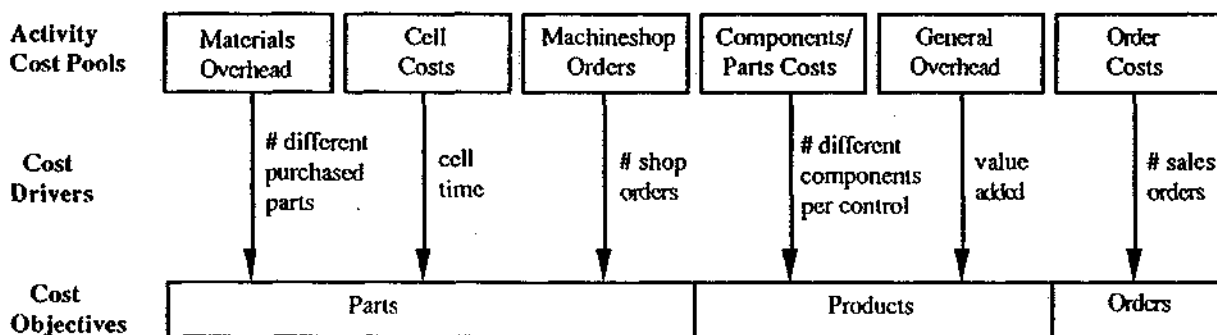 Activity
Cost Pools
Materials
Overhead
Cell
Costs
Machineshop
Orders
Components/
Parts Costs
General
Overhead
Order
Costs
Cost
Drivers
# different
purchased
parts
cell
time
# shop
orders
# different
components
per control
value
added
# sales
orders
Cost
Objectives
Parts
Products
Orders